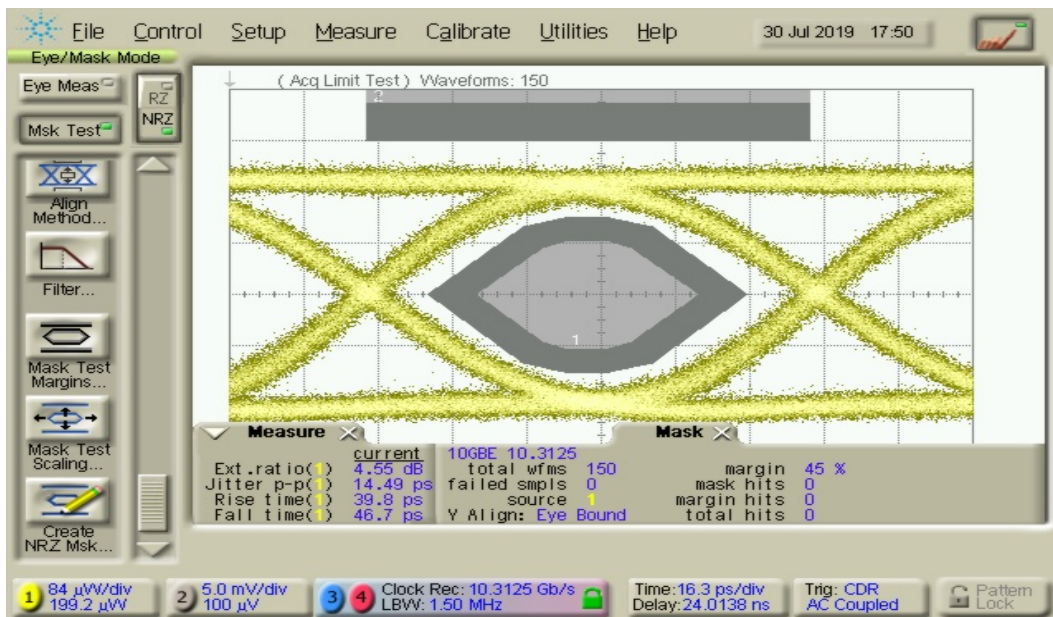 File Control Setup Measure Calibrate Utilities Help 30 Jul 2019 17:50
Eye/Mask Mode
Eye Meas
RZ
NRZ
Msk Test
( Acq Limit Test ) Waveforms: 150
2
Align
Method...
Filter...
Mask Test
Margins...
Mask Test
Scaling...
Create
NRZ Msk...
1
Measure
Mask
current
Ext.ratio(1) 4.55 dB
Jitter p-p(1) 14.49 ps
Rise time(1) 39.8 ps
Fall time(1) 46.7 ps
10GBE 10.3125
total wfms 150
failed smpls 0
source 1
Y Align: Eye Bound
margin 45 %
mask hits 0
margin hits 0
total hits 0
1 84 µW/div
199.2 µW
2 5.0 mV/div
100 µV
3 4 Clock Rec: 10.3125 Gb/s
LBW: 1.50 MHz
Time:16.3 ps/div
Delay:24.0138 ns
Trig: CDR
AC Coupled
Pattern
Lock